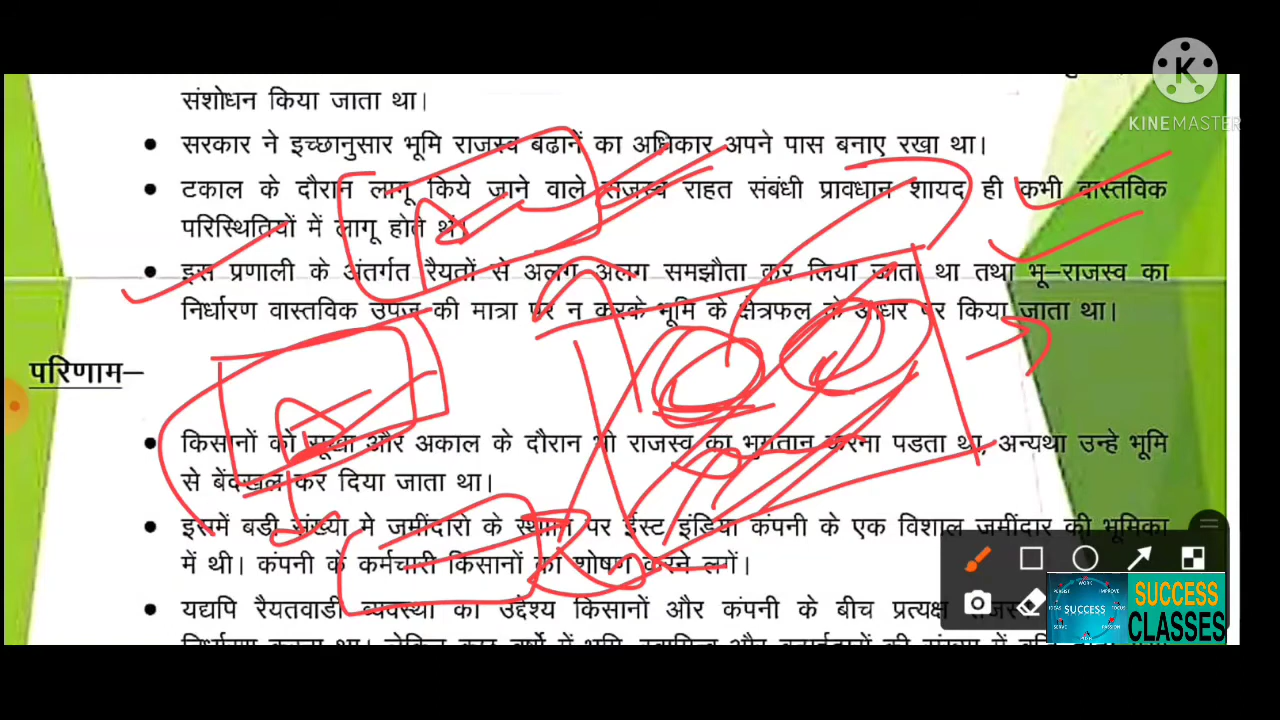 संशोधन किया जाता था।
• सरकार ने इच्छानुसार भूमि राजस्व बढानें का अधिकार अपने पास बनाए रखा था।
• टकाल के दौरान लागू किये जाने वाले राजस्व राहत संबंधी प्रावधान शायद ही कभी वास्तविक
परिस्थितियों में लागू होते थे।
• इस प्रणाली के अंतर्गत रैयतों से अलग अलग समझौता कर लिया जाता था तथा भू–राजस्व का
निर्धारण वास्तविक उपज की मात्रा पर न करके भूमि के क्षेत्रफल के आधार पर किया जाता था।
परिणाम–
• किसानों को सूखा और अकाल के दौरान भी राजस्व का भुगतान करना पडता था, अन्यथा उन्हे भूमि
से बेंदखल कर दिया जाता था।
• इसमें बडी संख्या मे जमींदारो के स्थान पर ईस्ट इंडिया कंपनी के एक विशाल जमींदार की भूमिका
में थी। कंपनी के कर्मचारी किसानों का शोषण करने लगें।
• यद्यपि रैयतवाडी व्यवस्था का उद्देश्य किसानों और कंपनी के बीच प्रत्यक्ष
K
KINEMASTER
SUCCESS
SUCCESS
CLASSES